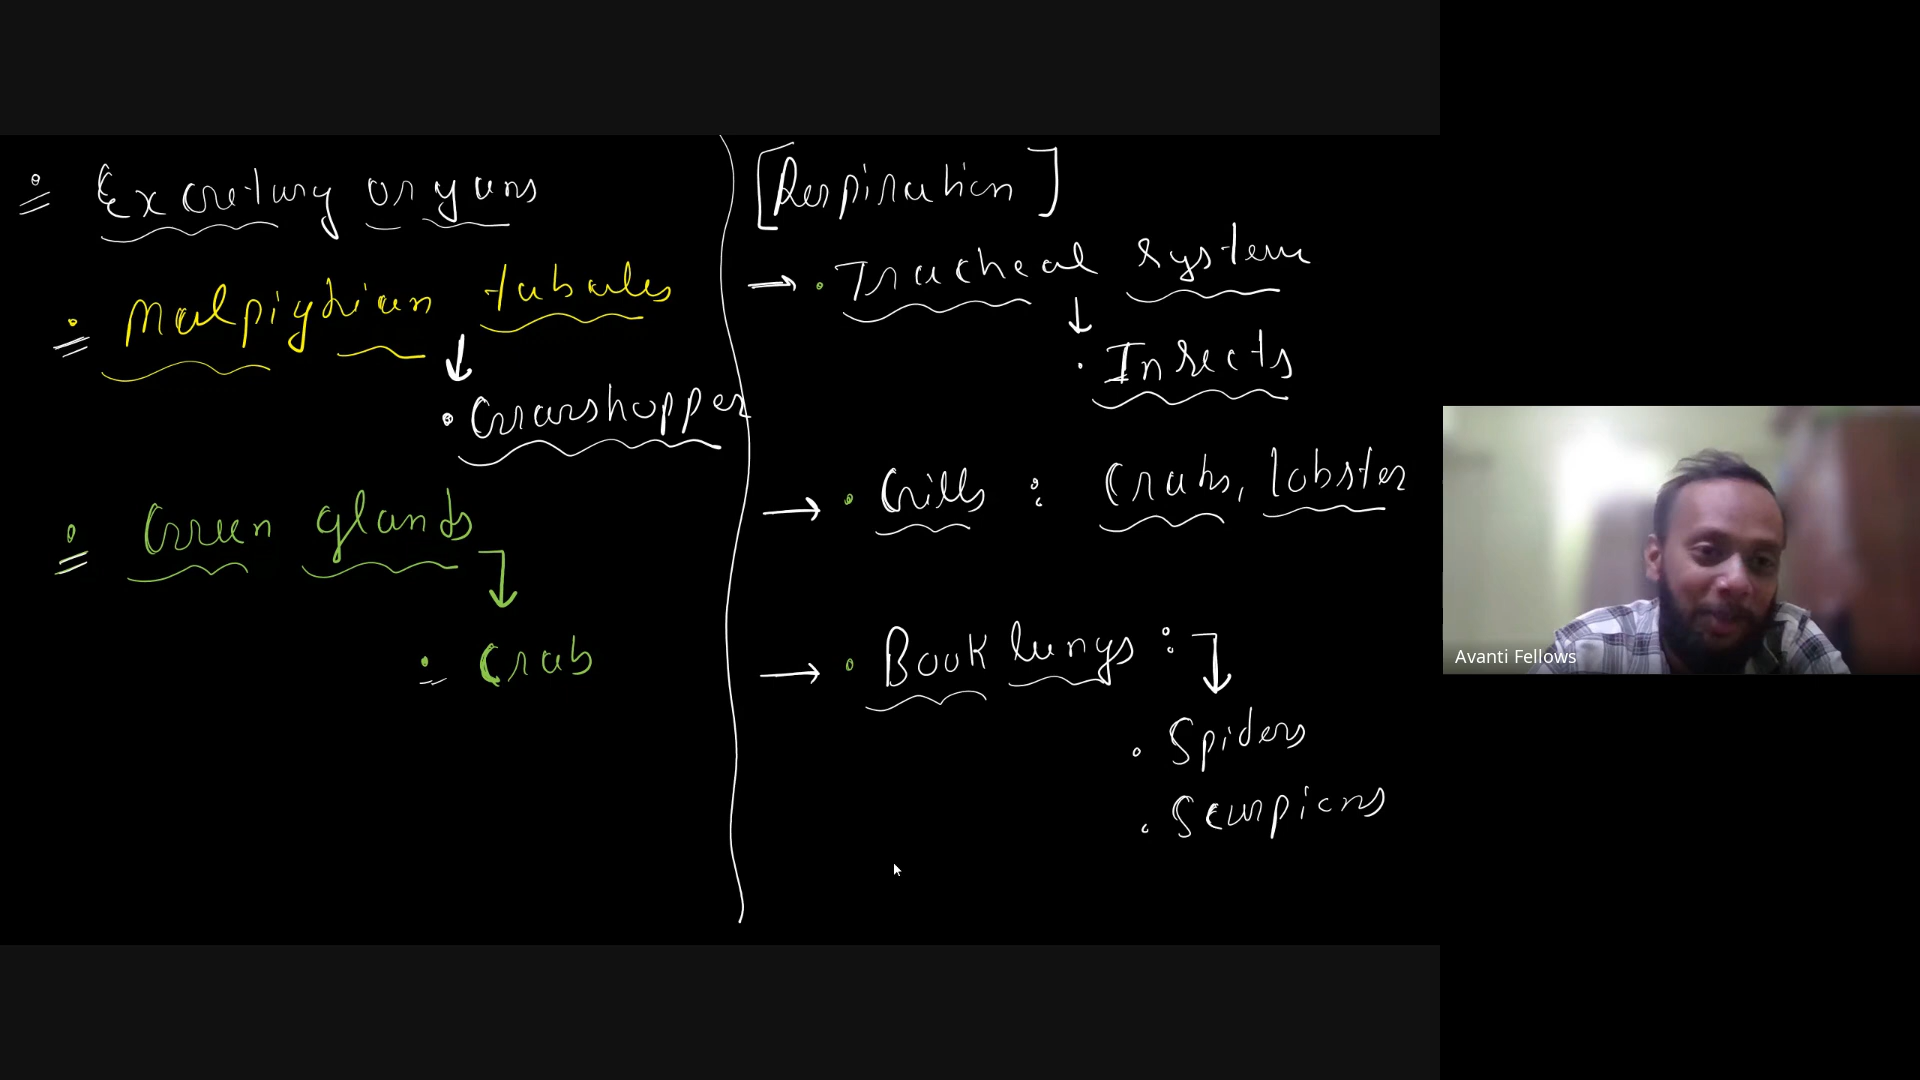 Excretory organs
Malpighian tubules
Grasshopper
Green glands
Crab
[Respiration]
Tracheal system
Insects
Gills : Crabs, lobster
Book lungs :
Spiders
Scorpions
Avanti Fellows